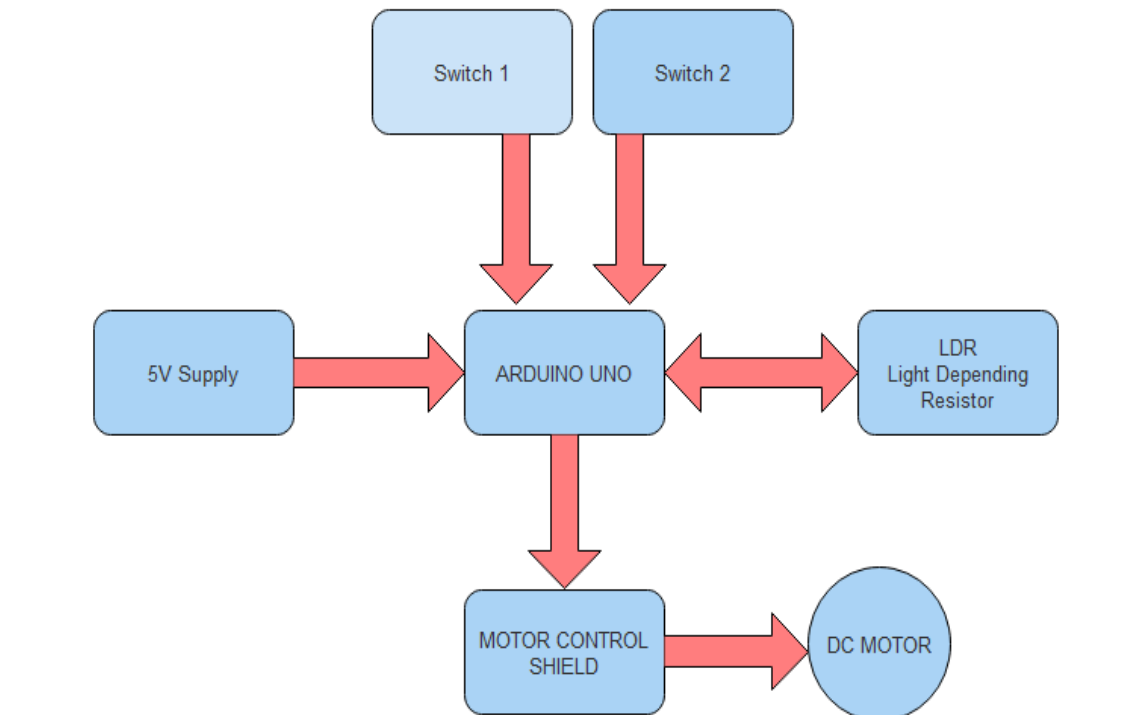 Switch 1
Switch 2
5V Supply
ARDUINO UNO
LDR
Light Depending
Resistor
MOTOR CONTROL
SHIELD
DC MOTOR